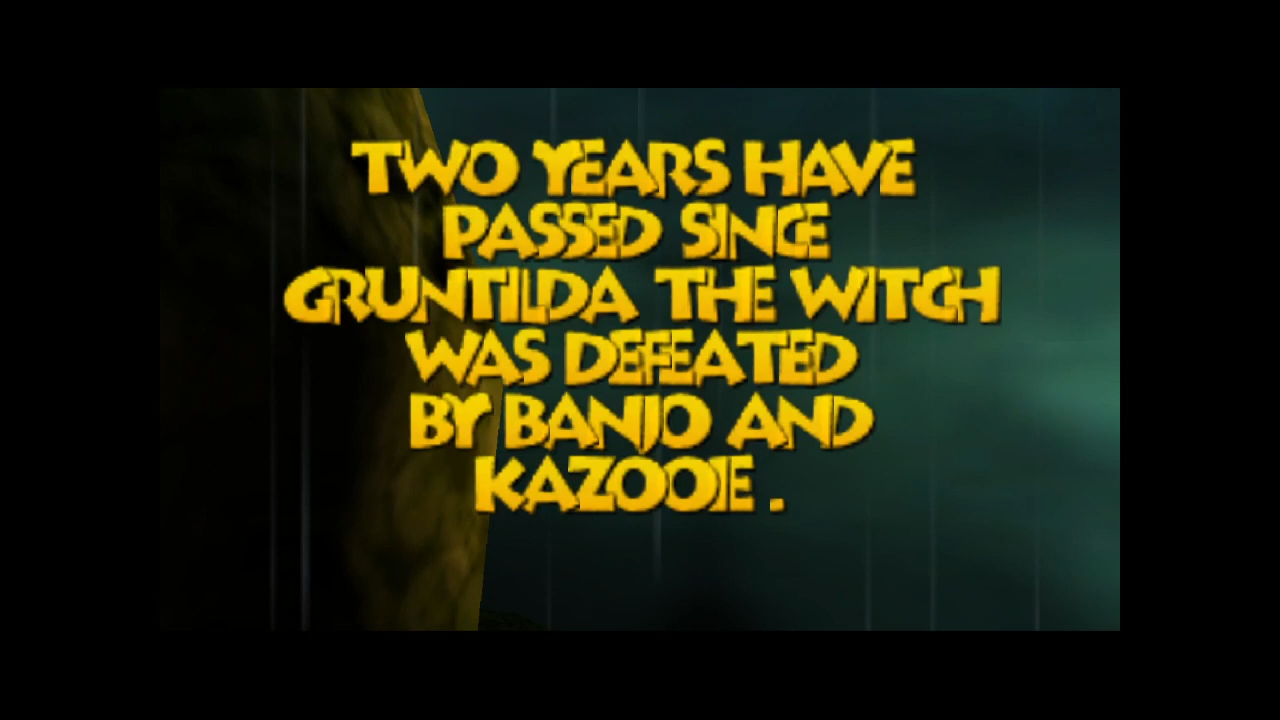 TWO YEARS HAVE
PASSED SINCE
GRUNTILDA THE WITCH
WAS DEFEATED
BY BANJO AND
KAZOOIE .